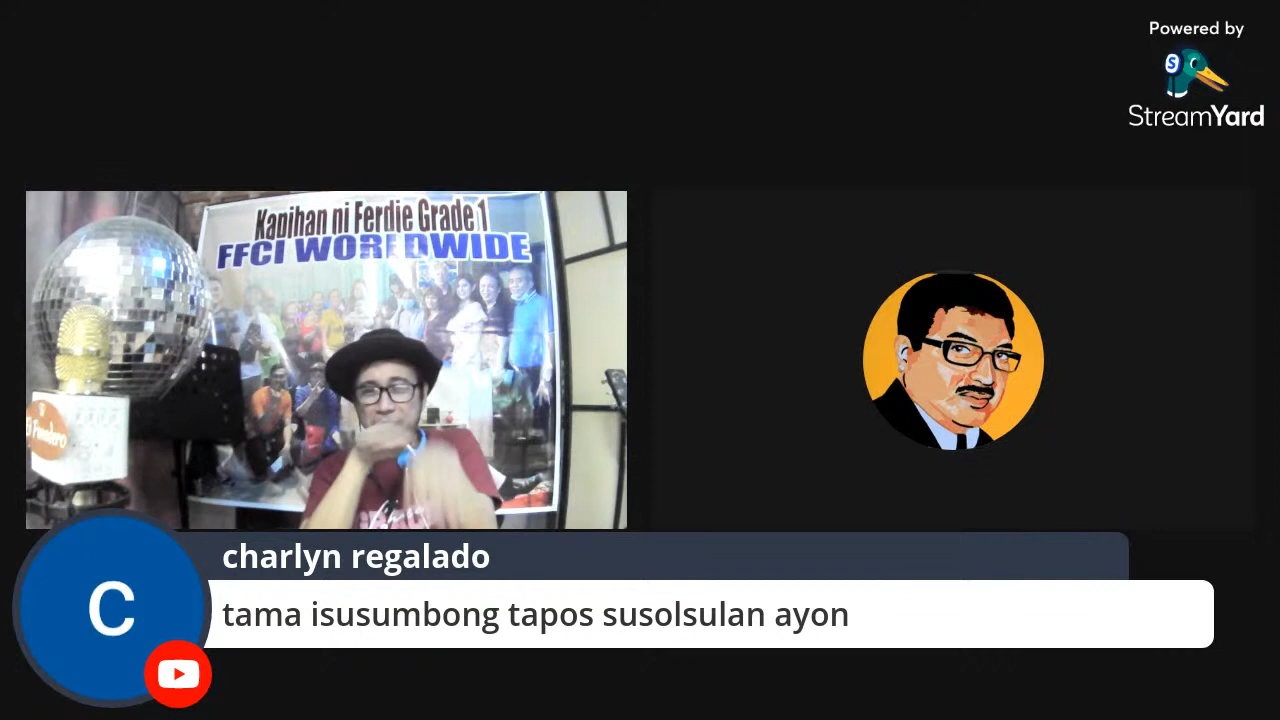 Powered by
StreamYard
Kapihan ni Ferdie Grade 1
FFCI WORLDWIDE
charlyn regalado
tama isusumbong tapos susolsulan ayon
C
S